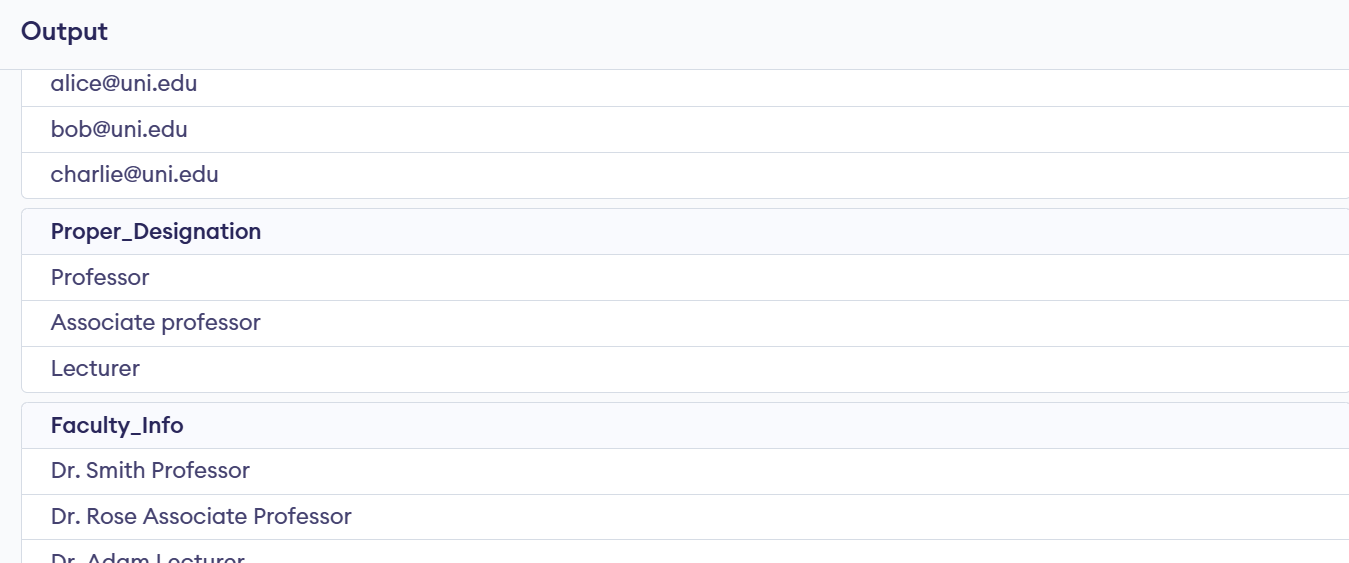 Output
alice@uni.edu
bob@uni.edu
charlie@uni.edu
Proper_Designation
Professor
Associate professor
Lecturer
Faculty_Info
Dr. Smith Professor
Dr. Rose Associate Professor
Dr. Adam Lecturer